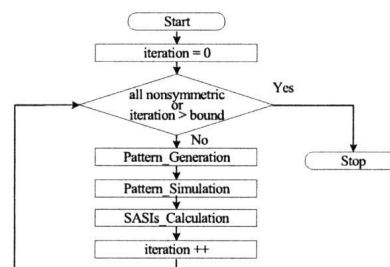 Start
iteration = 0
all nonsymmetric
or
iteration > bound
Yes
No
Pattern_Generation
Stop
Pattern_Simulation
SASIs_Calculation
iteration ++